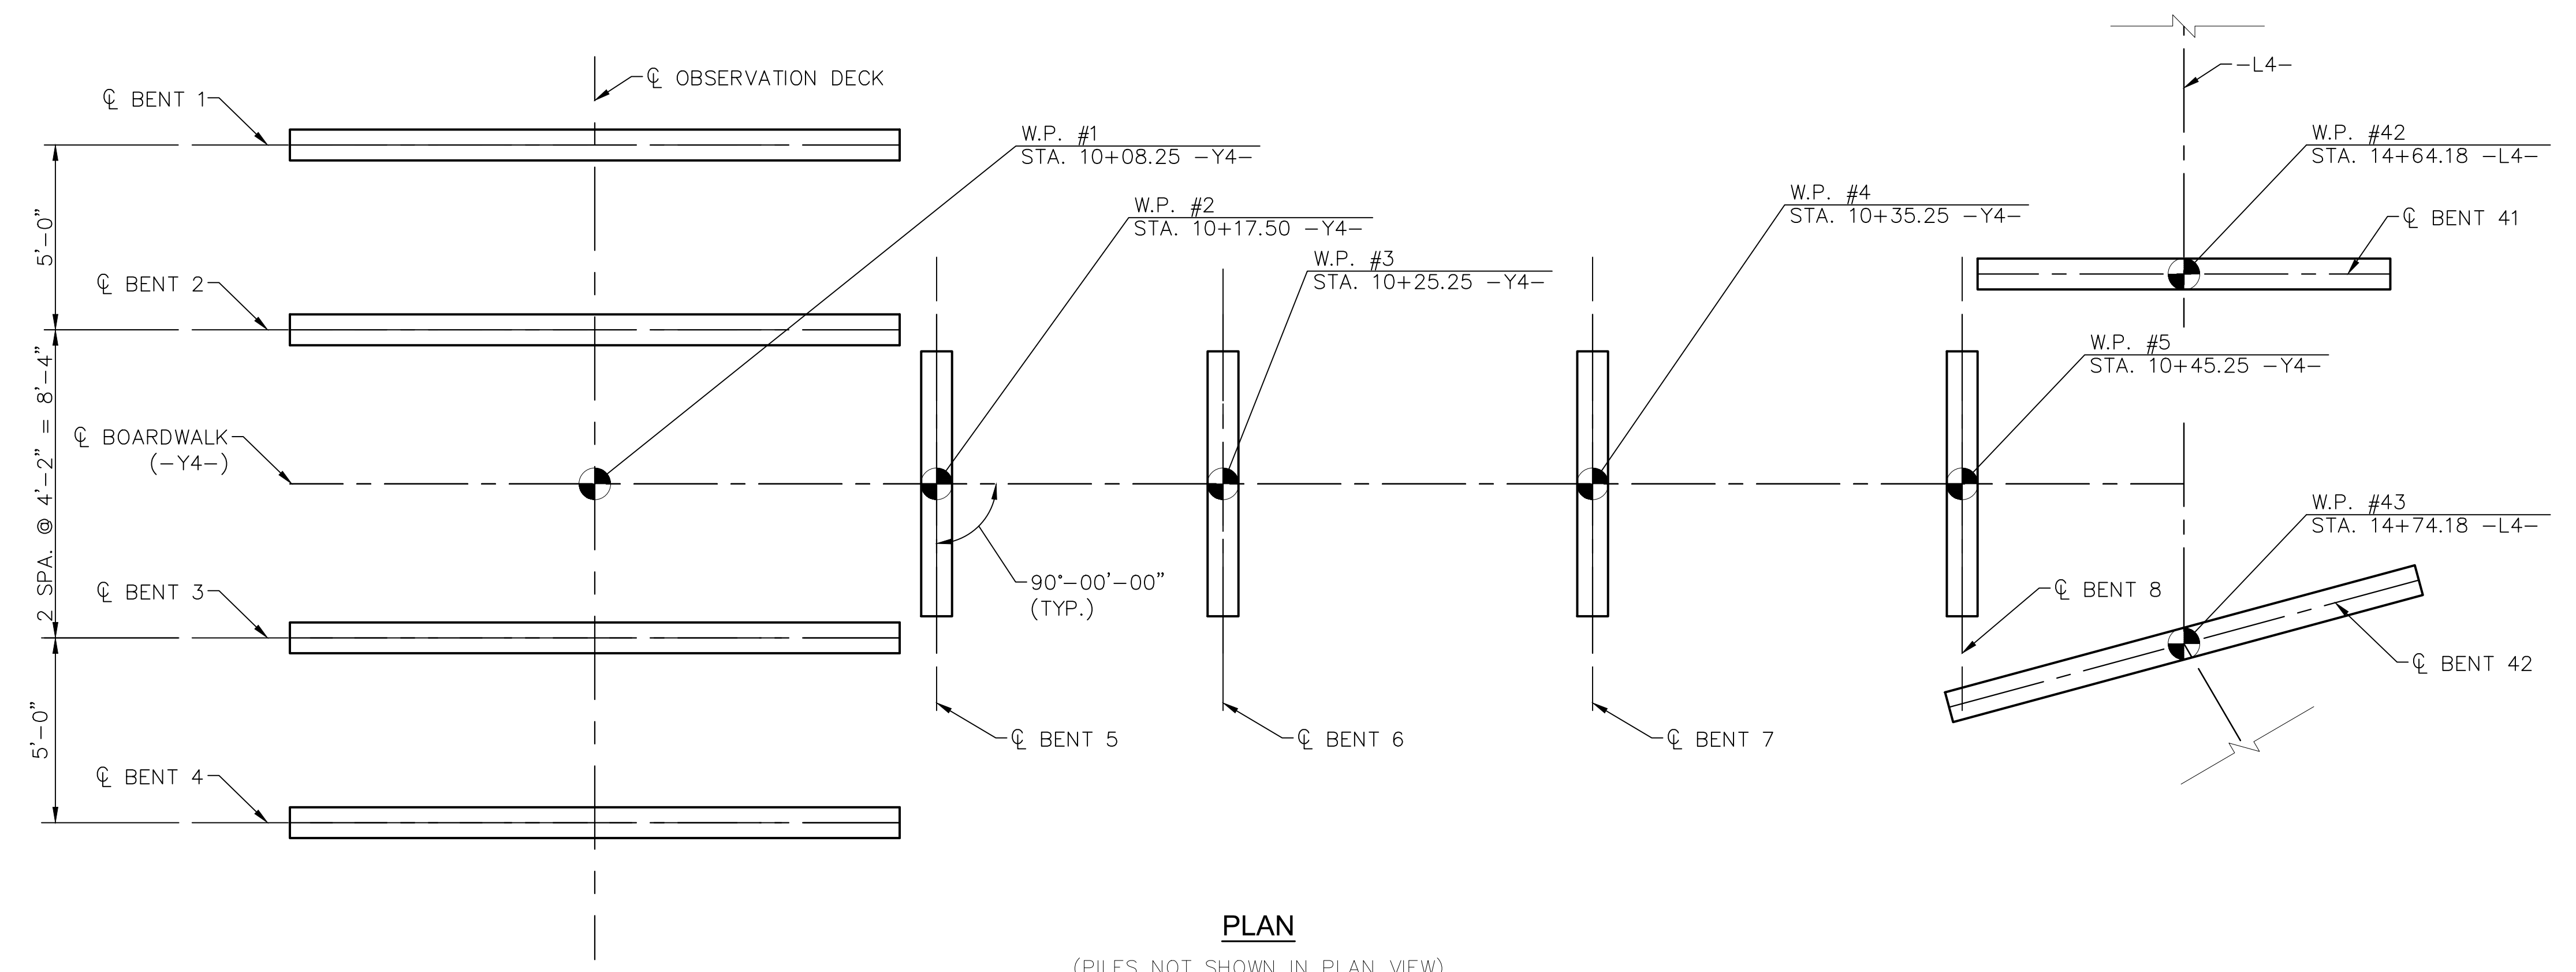 ℄ OBSERVATION DECK
℄ BENT 1
5'-0"
℄ BENT 2
2 SPA. @ 4'-2" = 8'-4"
℄ BOARDWALK
(-Y4-)
℄ BENT 3
5'-0"
℄ BENT 4
W.P. #1
STA. 10+08.25 -Y4-
W.P. #2
STA. 10+17.50 -Y4-
W.P. #3
STA. 10+25.25 -Y4-
W.P. #4
STA. 10+35.25 -Y4-
-L4-
W.P. #42
STA. 14+64.18 -L4-
℄ BENT 41
W.P. #5
STA. 10+45.25 -Y4-
W.P. #43
STA. 14+74.18 -L4-
90°-00'-00"
(TYP.)
℄ BENT 8
℄ BENT 42
℄ BENT 5
℄ BENT 6
℄ BENT 7
PLAN
(PILES NOT SHOWN IN PLAN VIEW)